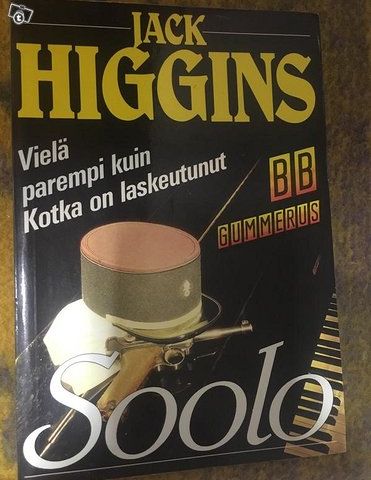 JACK
HIGGINS
Vielä
parempi kuin
Kotka on laskeutunut
BB
GUMMERUS
Soolo